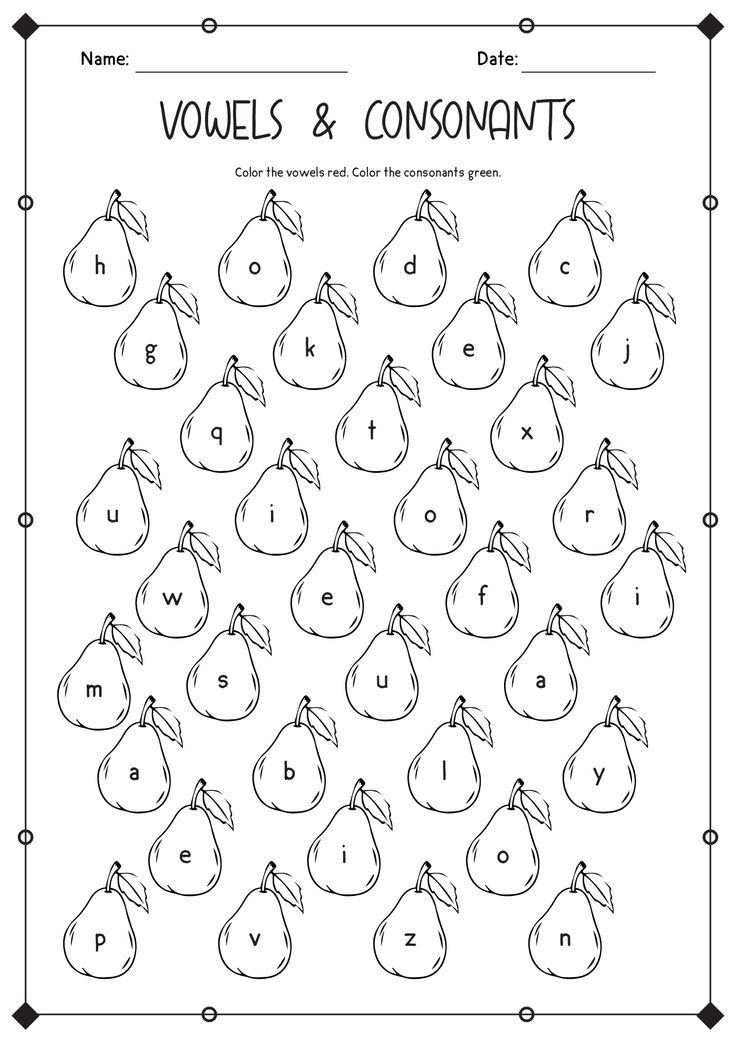 Name: Date:
VOWELS & CONSONANTS
Color the vowels red. Color the consonants green.
h o d c
g k e j
q t x
u i o r
w e f i
m s u a
a b l y
e i o
p v z n